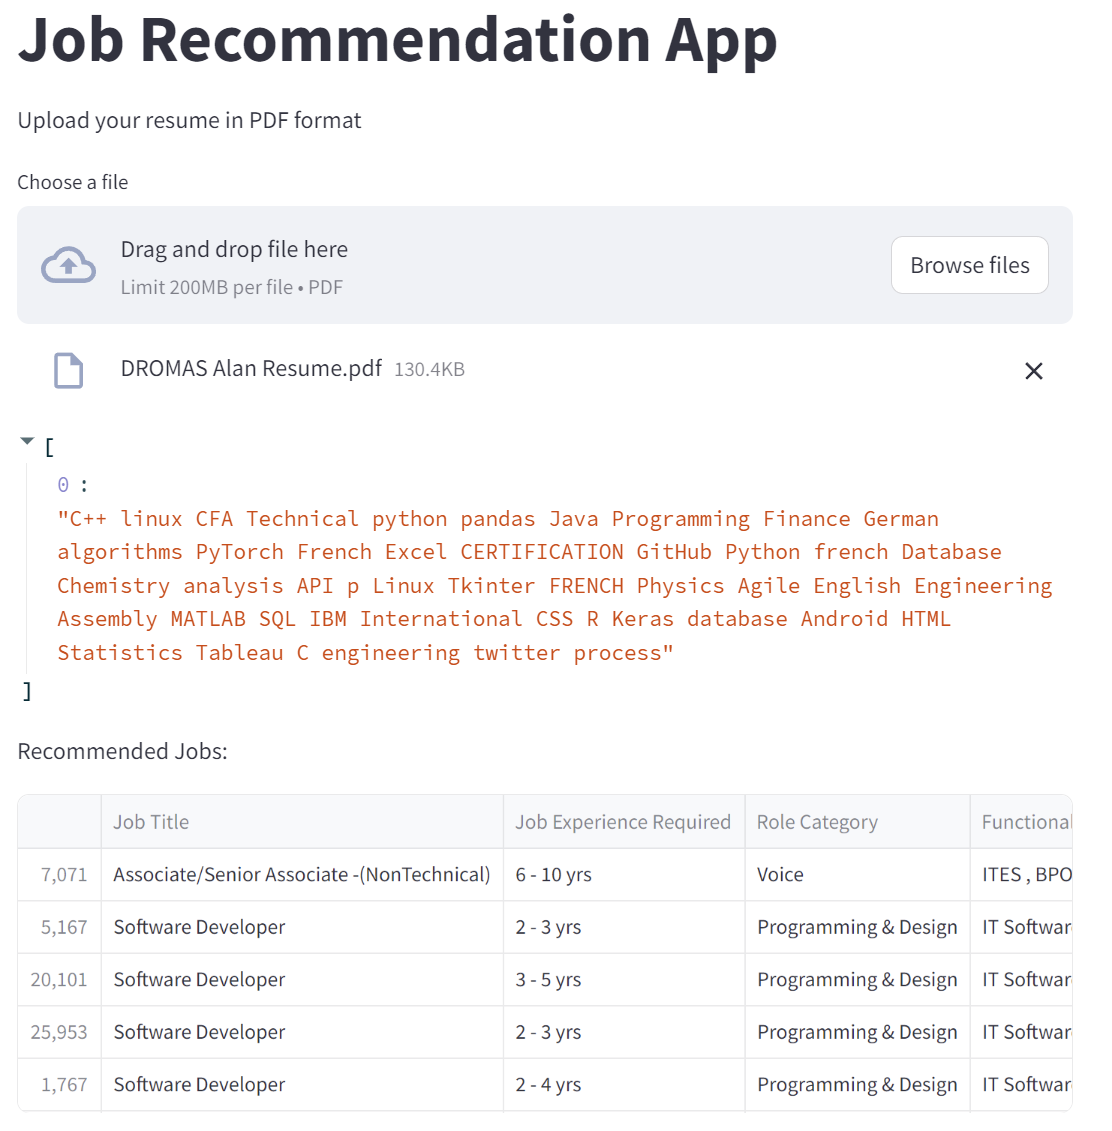 Job Recommendation App
Upload your resume in PDF format
Choose a file
Drag and drop file here
Limit 200MB per file • PDF
Browse files
DROMAS Alan Resume.pdf 130.4KB
[
0 :
"C++ linux CFA Technical python pandas Java Programming Finance German
algorithms PyTorch French Excel CERTIFICATION GitHub Python french Database
Chemistry analysis API p Linux Tkinter FRENCH Physics Agile English Engineering
Assembly MATLAB SQL IBM International CSS R Keras database Android HTML
Statistics Tableau C engineering twitter process"
]
Recommended Jobs:
Job Title Job Experience Required Role Category Functional
7,071 Associate/Senior Associate -(NonTechnical) 6 - 10 yrs Voice ITES , BPO
5,167 Software Developer 2 - 3 yrs Programming & Design IT Softwar
20,101 Software Developer 3 - 5 yrs Programming & Design IT Softwar
25,953 Software Developer 2 - 3 yrs Programming & Design IT Softwar
1,767 Software Developer 2 - 4 yrs Programming & Design IT Softwar